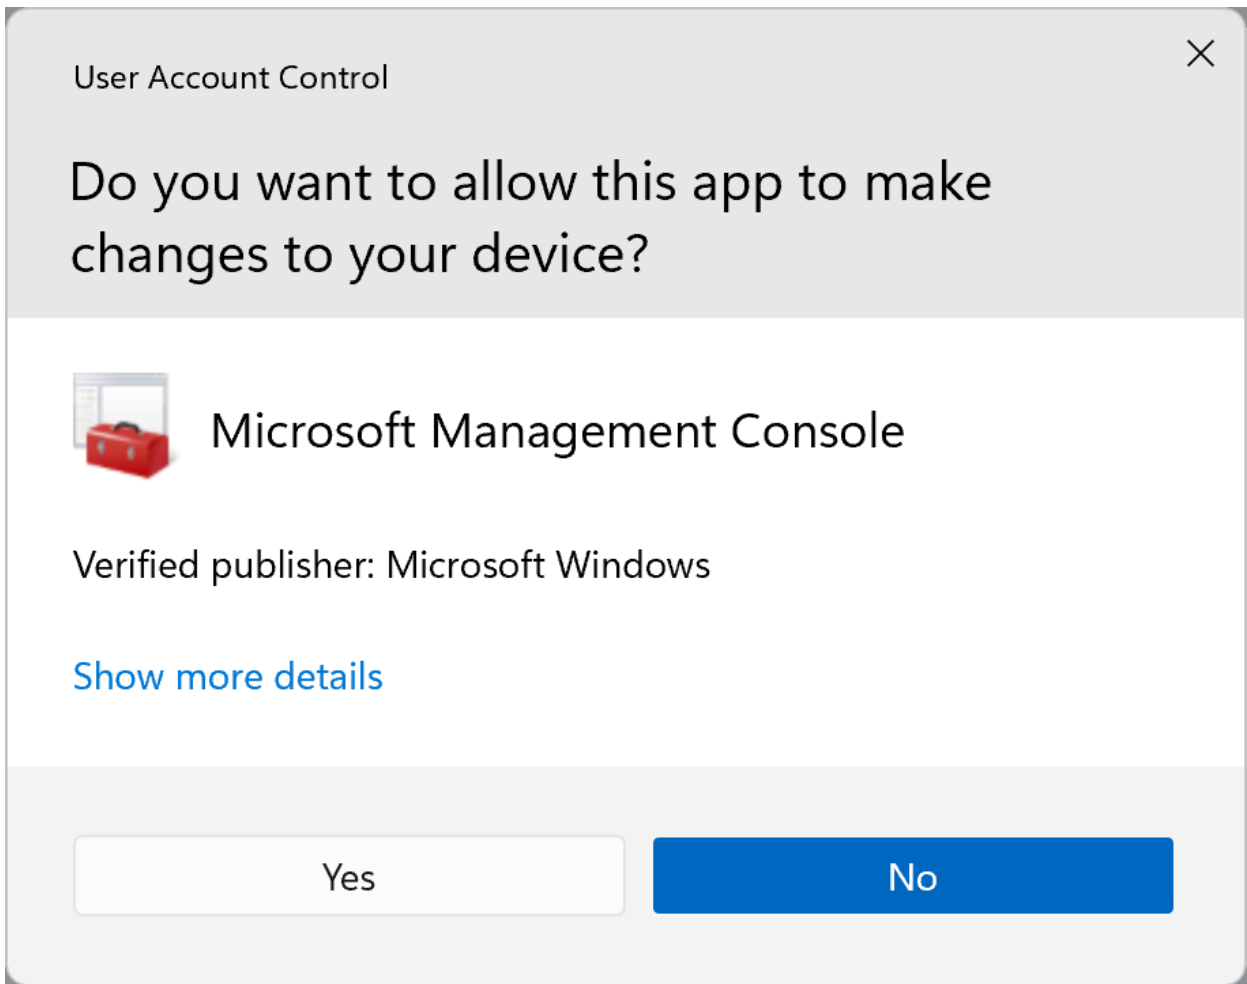 User Account Control
Do you want to allow this app to make
changes to your device?
Microsoft Management Console
Verified publisher: Microsoft Windows
Show more details
Yes
No